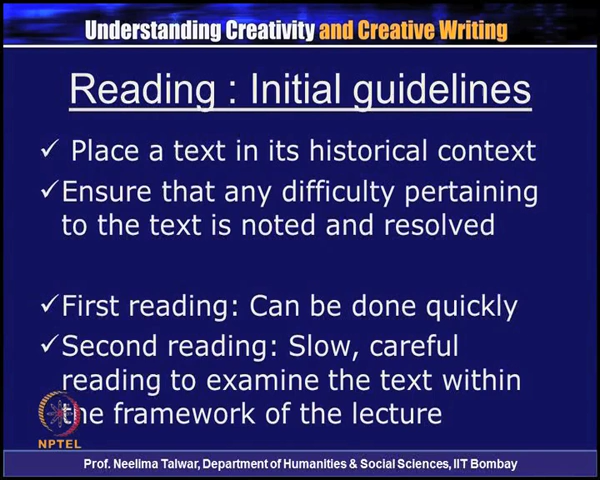 Understanding Creativity and Creative Writing
Reading : Initial guidelines
✓ Place a text in its historical context
✓Ensure that any difficulty pertaining
to the text is noted and resolved
✓First reading: Can be done quickly
✓Second reading: Slow, careful
reading to examine the text within
the framework of the lecture
NPTEL
Prof. Neelima Talwar, Department of Humanities & Social Sciences, IIT Bombay